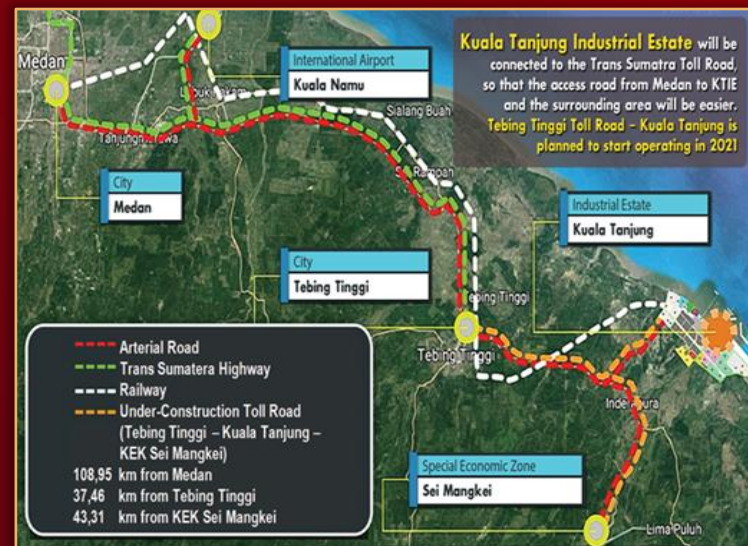 Kuala Tanjung Industrial Estate will be
connected to the Trans Sumatra Toll Road,
so that the access road from Medan to KTIE
and the surrounding area will be easier.
Tebing Tinggi Toll Road – Kuala Tanjung is
planned to start operating in 2021
Medan
International Airport
Kuala Namu
Sialang Buah
City
Medan
Industrial Estate
Kuala Tanjung
City
Tebing Tinggi
Tebing Tinggi
Arterial Road
Trans Sumatera Highway
Railway
Under-Construction Toll Road
(Tebing Tinggi – Kuala Tanjung –
KEK Sei Mangkei)
108,95 km from Medan
37,46 km from Tebing Tinggi
43,31 km from KEK Sei Mangkei
Special Economic Zone
Sei Mangkei
Lima Puluh